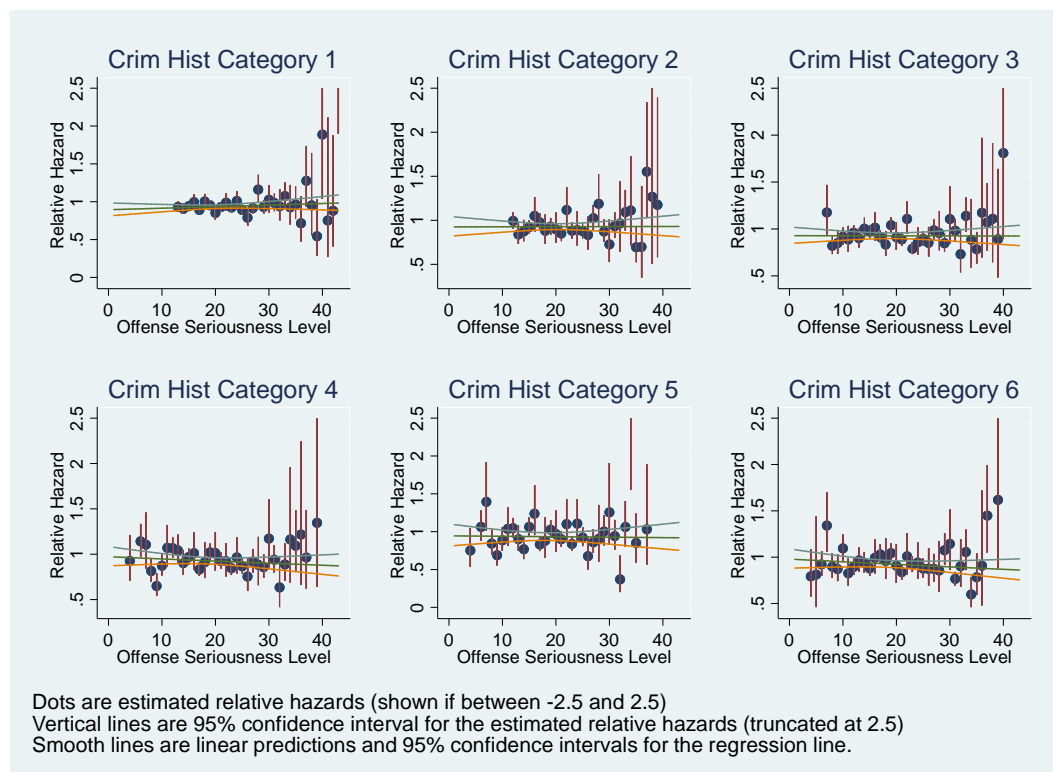 Crim Hist Category 1
Relative Hazard
2.5
2
1.5
1
.5
0
0 10 20 30 40
Offense Seriousness Level
Crim Hist Category 2
Relative Hazard
2.5
2
1.5
1
.5
0 10 20 30 40
Offense Seriousness Level
Crim Hist Category 3
Relative Hazard
2.5
2
1.5
1
.5
0 10 20 30 40
Offense Seriousness Level
Crim Hist Category 4
Relative Hazard
2.5
2
1.5
1
.5
0 10 20 30 40
Offense Seriousness Level
Crim Hist Category 5
Relative Hazard
2.5
2
1.5
1
.5
0
0 10 20 30 40
Offense Seriousness Level
Crim Hist Category 6
Relative Hazard
2.5
2
1.5
1
.5
0 10 20 30 40
Offense Seriousness Level
Dots are estimated relative hazards (shown if between -2.5 and 2.5)
Vertical lines are 95% confidence interval for the estimated relative hazards (truncated at 2.5)
Smooth lines are linear predictions and 95% confidence intervals for the regression line.